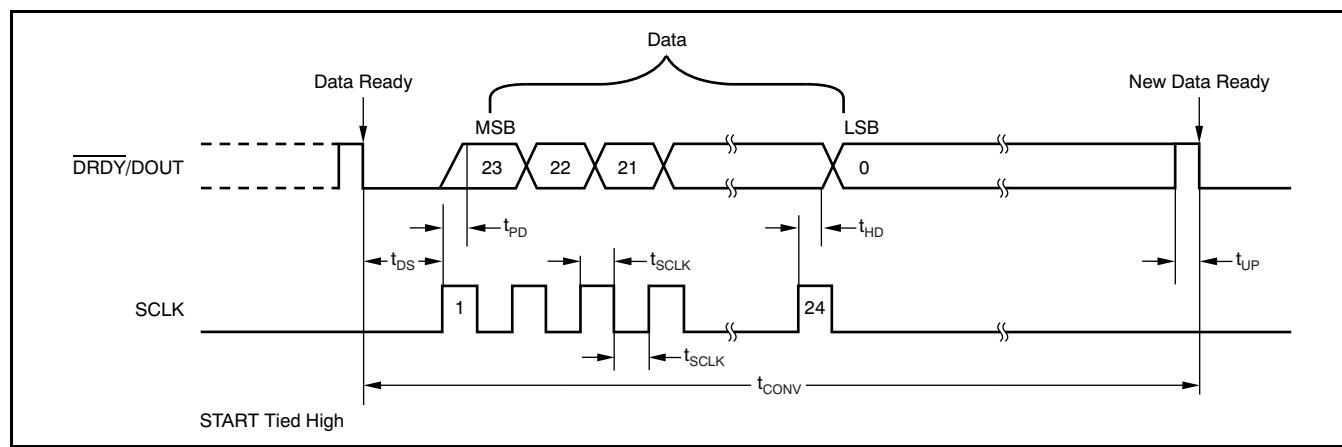 Data
Data Ready
New Data Ready
MSB
LSB
DRDY/DOUT
23
22
21
0
tPD
tHD
tDS
tSCLK
tUP
SCLK
1
24
tSCLK
tCONV
START Tied High